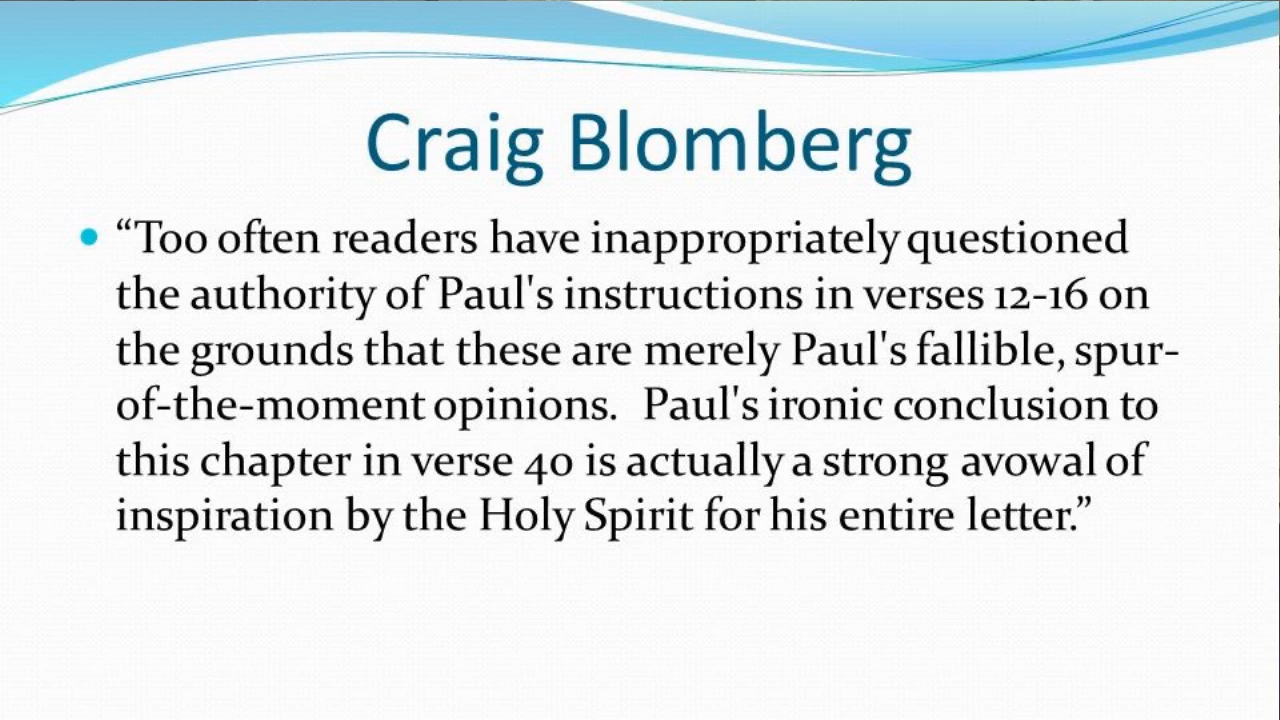 Craig Blomberg
• “Too often readers have inappropriately questioned
the authority of Paul's instructions in verses 12-16 on
the grounds that these are merely Paul's fallible, spur-
of-the-moment opinions.  Paul's ironic conclusion to
this chapter in verse 40 is actually a strong avowal of
inspiration by the Holy Spirit for his entire letter.”